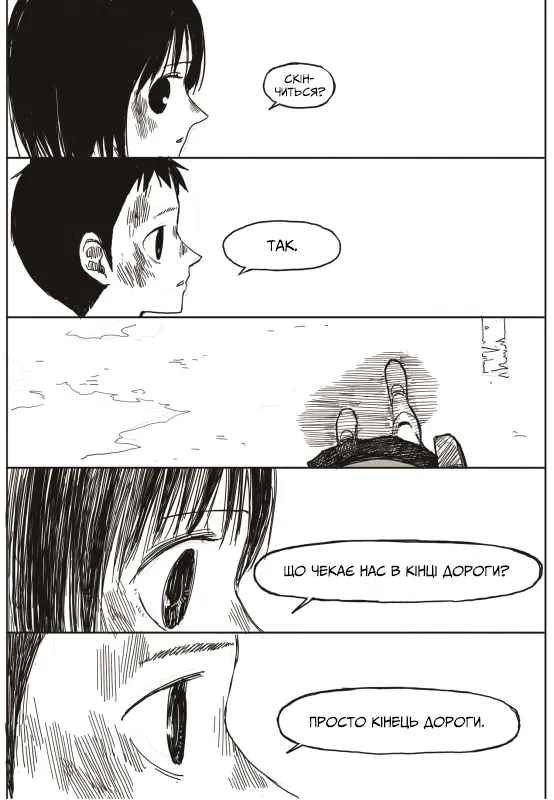 СКІН-
ЧИТЬСЯ?
ТАК.
ЩО ЧЕКАЄ НАС В КІНЦІ ДОРОГИ?
ПРОСТО КІНЕЦЬ ДОРОГИ.